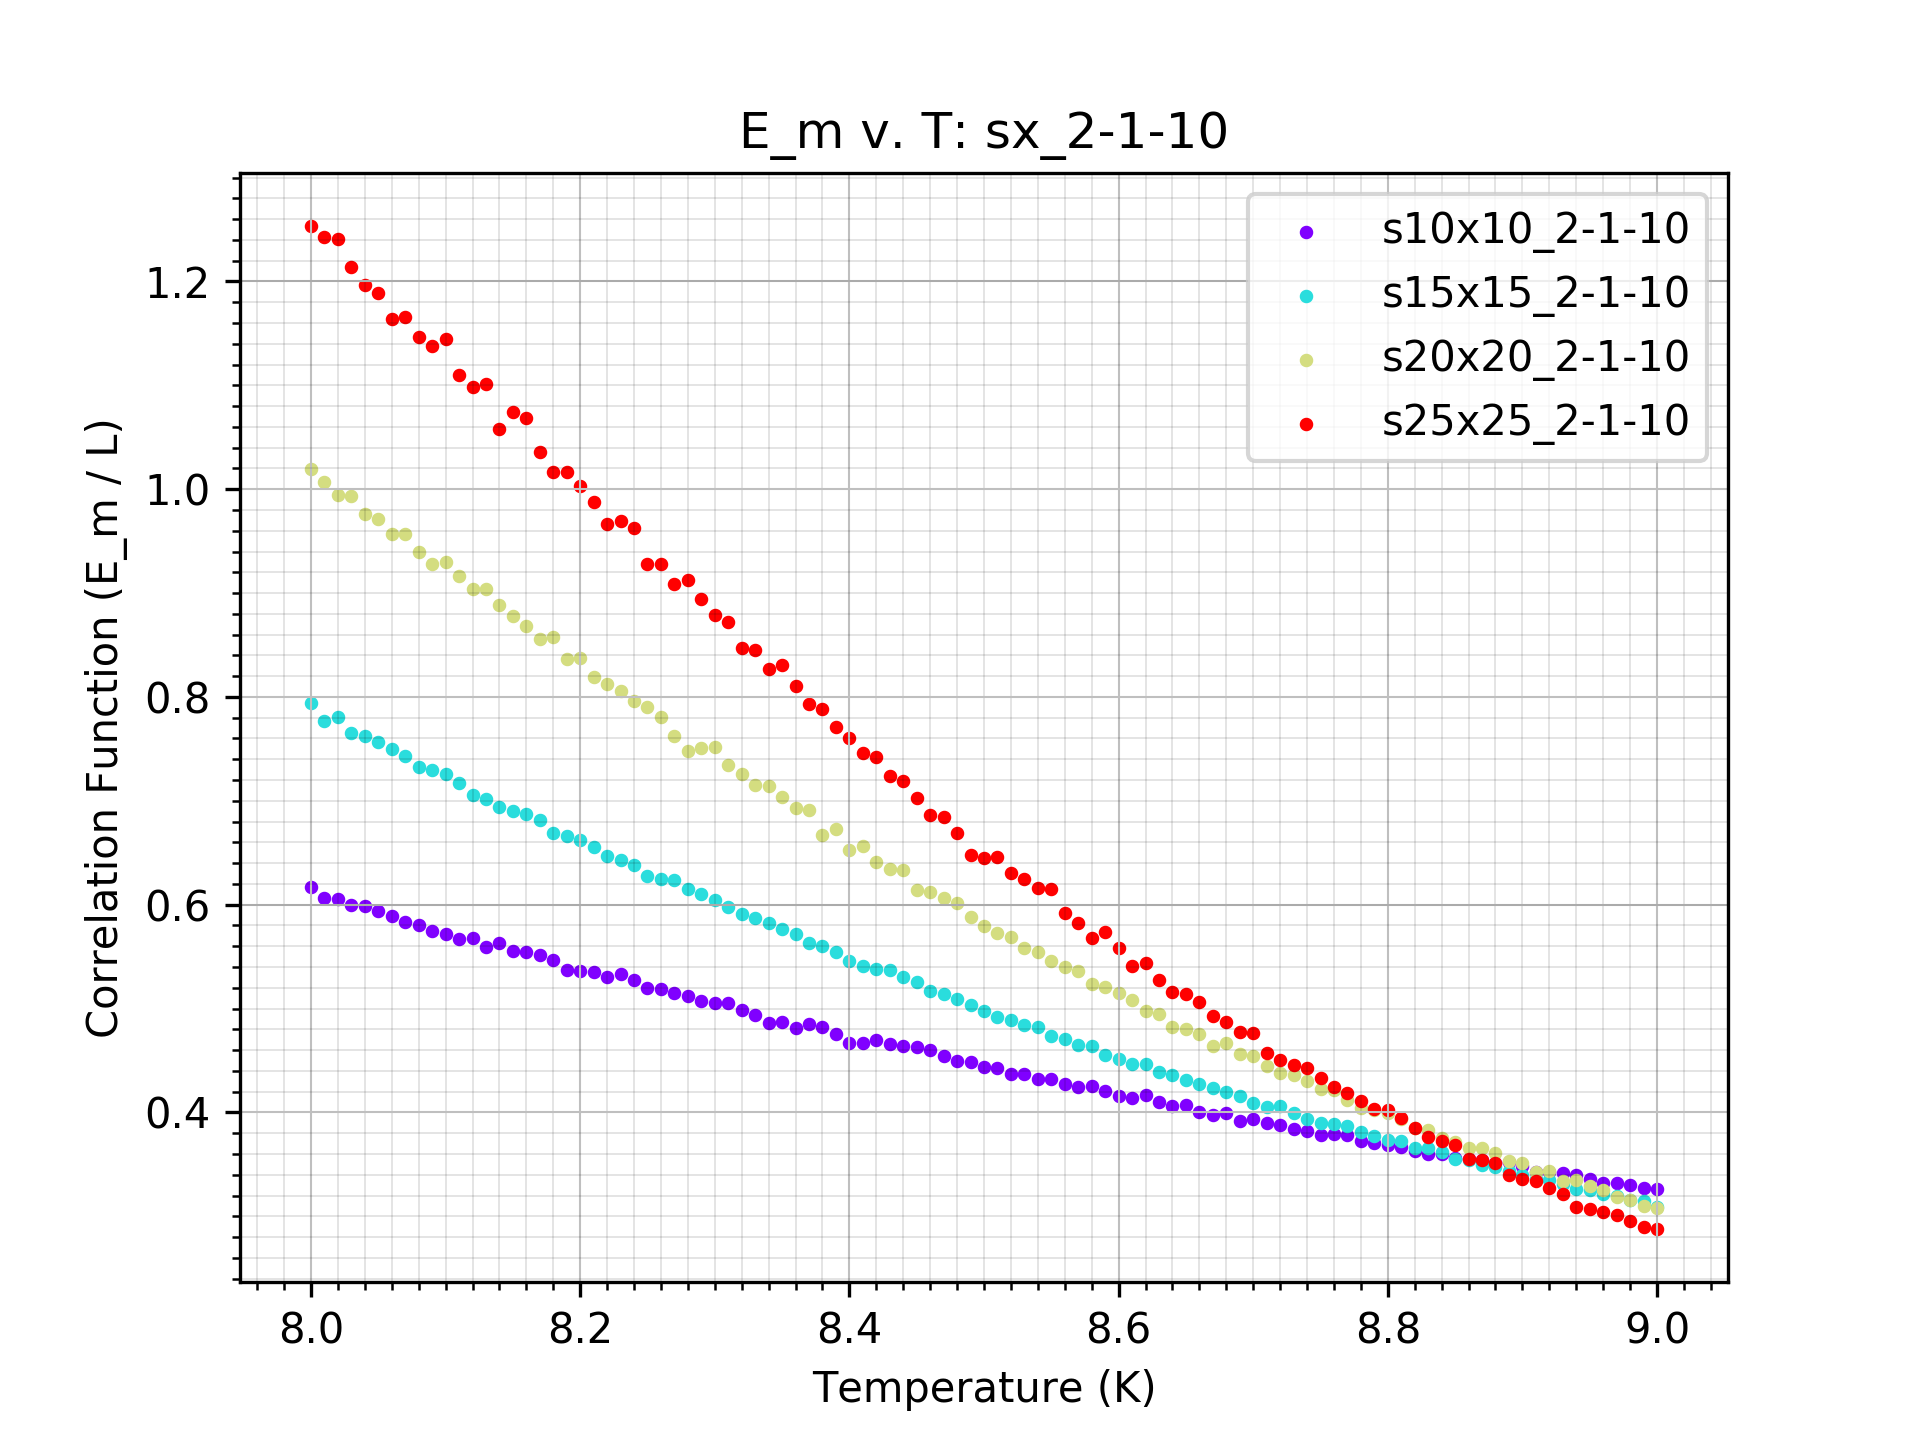 E_m v. T: sx_2-1-10
s10x10_2-1-10
s15x15_2-1-10
s20x20_2-1-10
s25x25_2-1-10
Correlation Function (E_m / L)
1.2
1.0
0.8
0.6
0.4
8.0 8.2 8.4 8.6 8.8 9.0
Temperature (K)